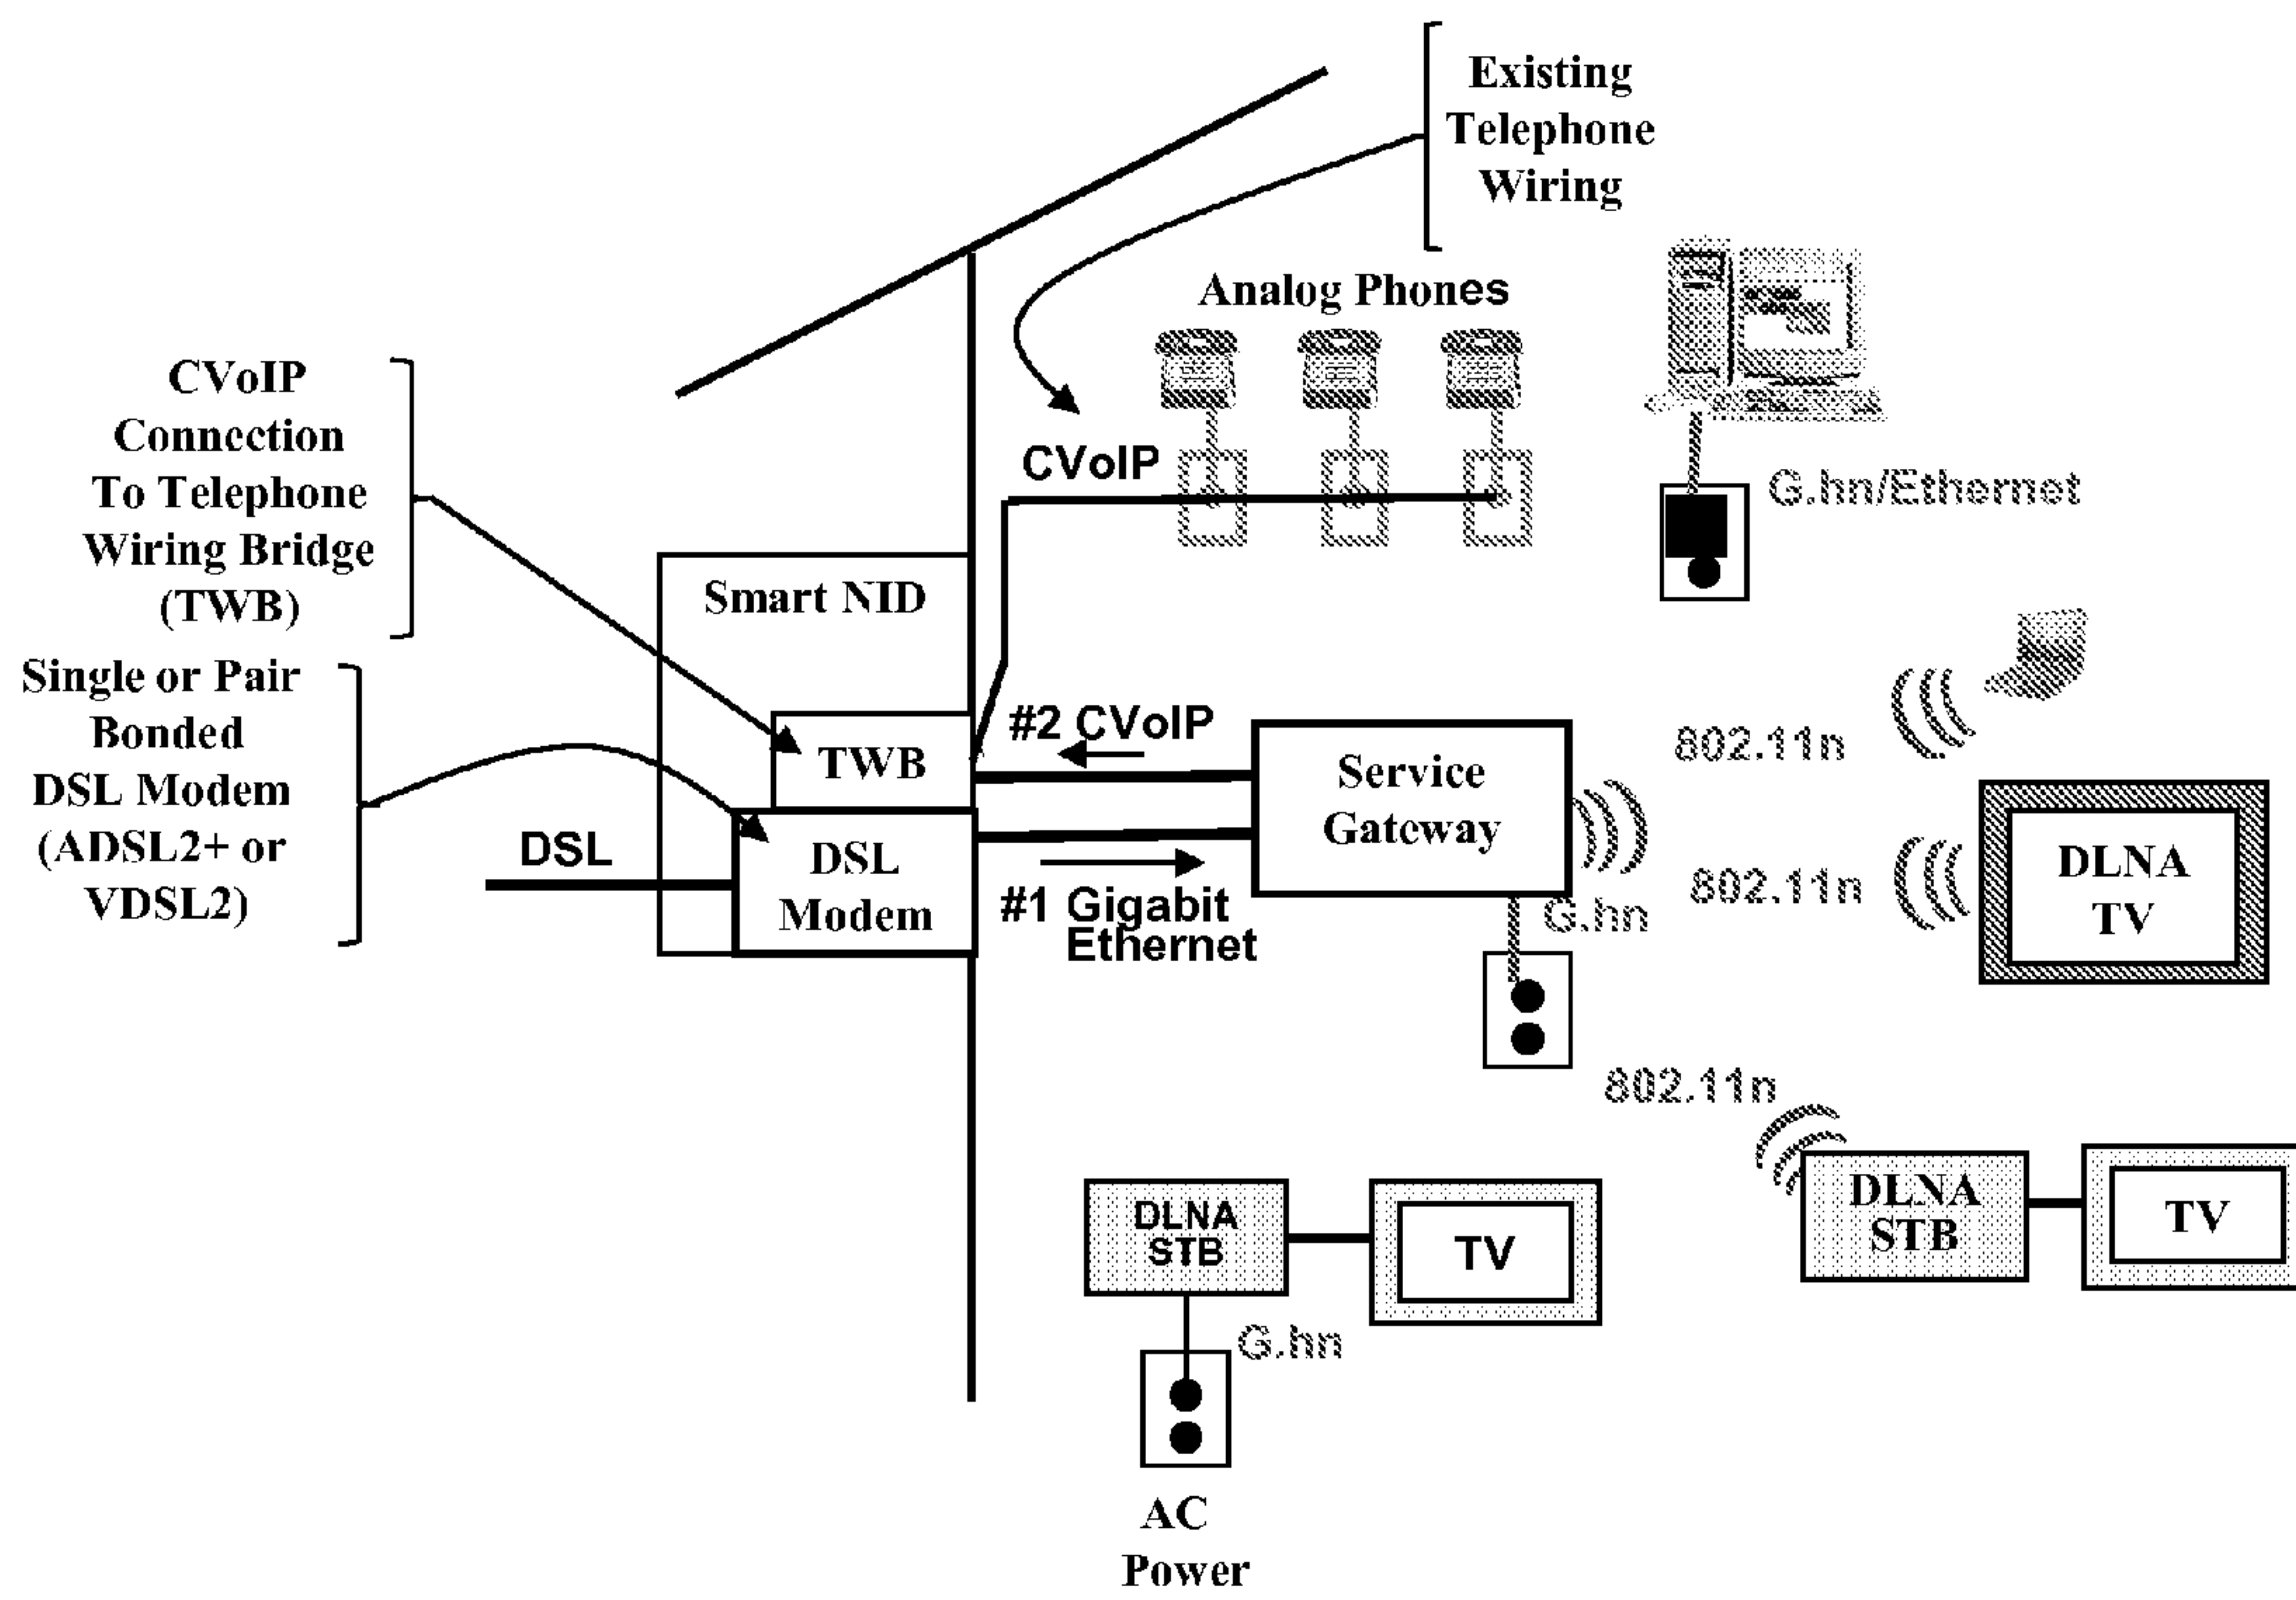 Existing
Telephone
Wiring
Analog Phones
CVoIP
Connection
To Telephone
Wiring Bridge
(TWB)
CVoIP
G.hn/Ethernet
Smart NID
Single or Pair
Bonded
DSL Modem
(ADSL2+ or
VDSL2)
TWB
#2 CVoIP
Service
Gateway
802.11n
DSL
DSL
Modem
#1 Gigabit
Ethernet
G.hn
802.11n
DLNA
TV
802.11n
DLNA
STB
TV
DLNA
STB
TV
G.hn
AC
Power